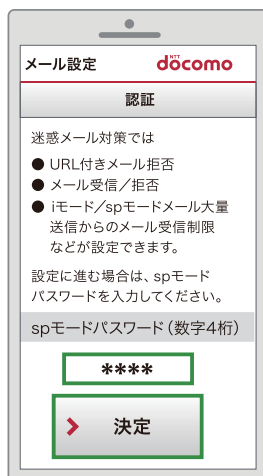 メール設定
NTT
döcomo
認証
迷惑メール対策では
● URL付きメール拒否
● メール受信／拒否
● iモード／spモードメール大量
送信からのメール受信制限
などが設定できます。
設定に進む場合は、spモード
パスワードを入力してください。
spモードパスワード（数字4桁）
****
決定